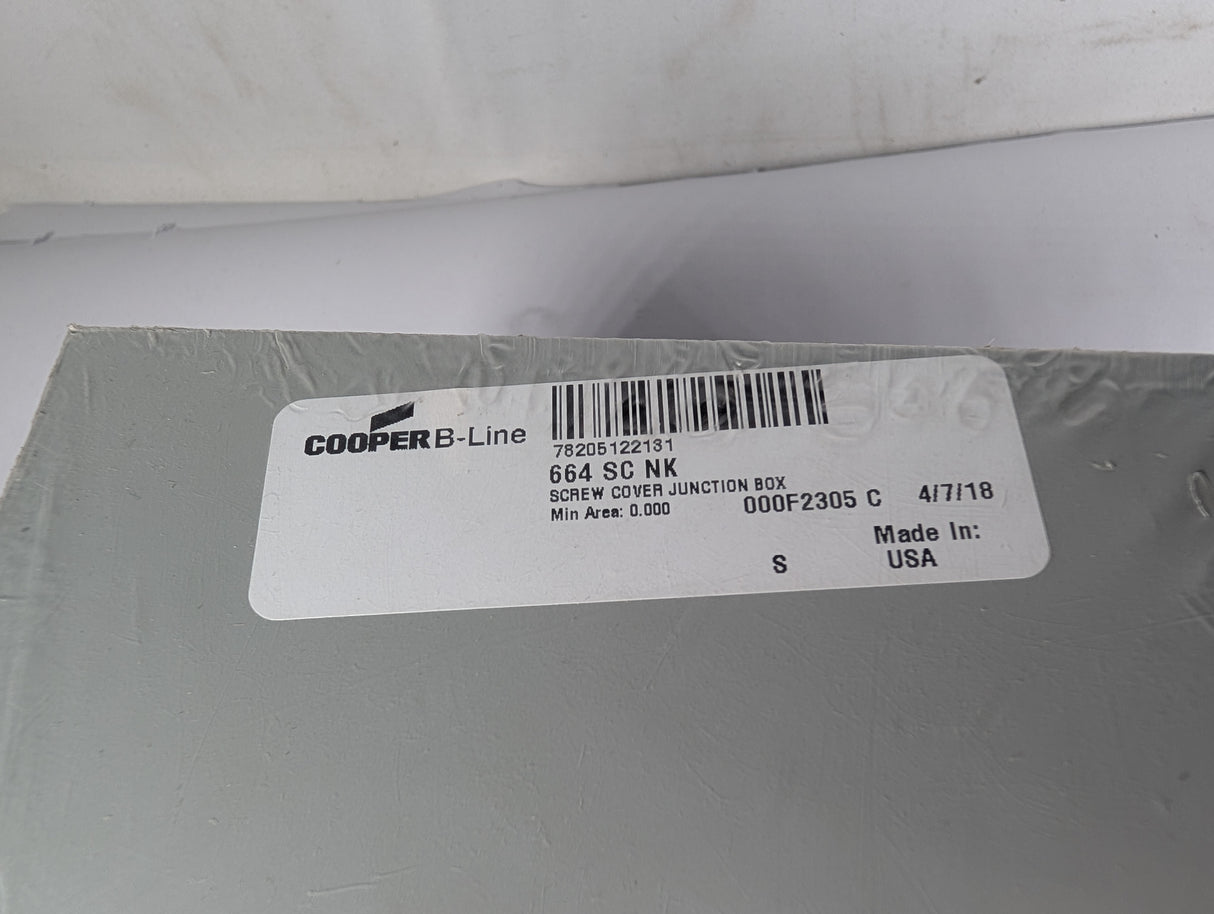 COOPER B-Line
78205122131
664 SC NK
SCREW COVER JUNCTION BOX
Min Area: 0.000
000F2305 C 4/7/18
Made In:
S USA